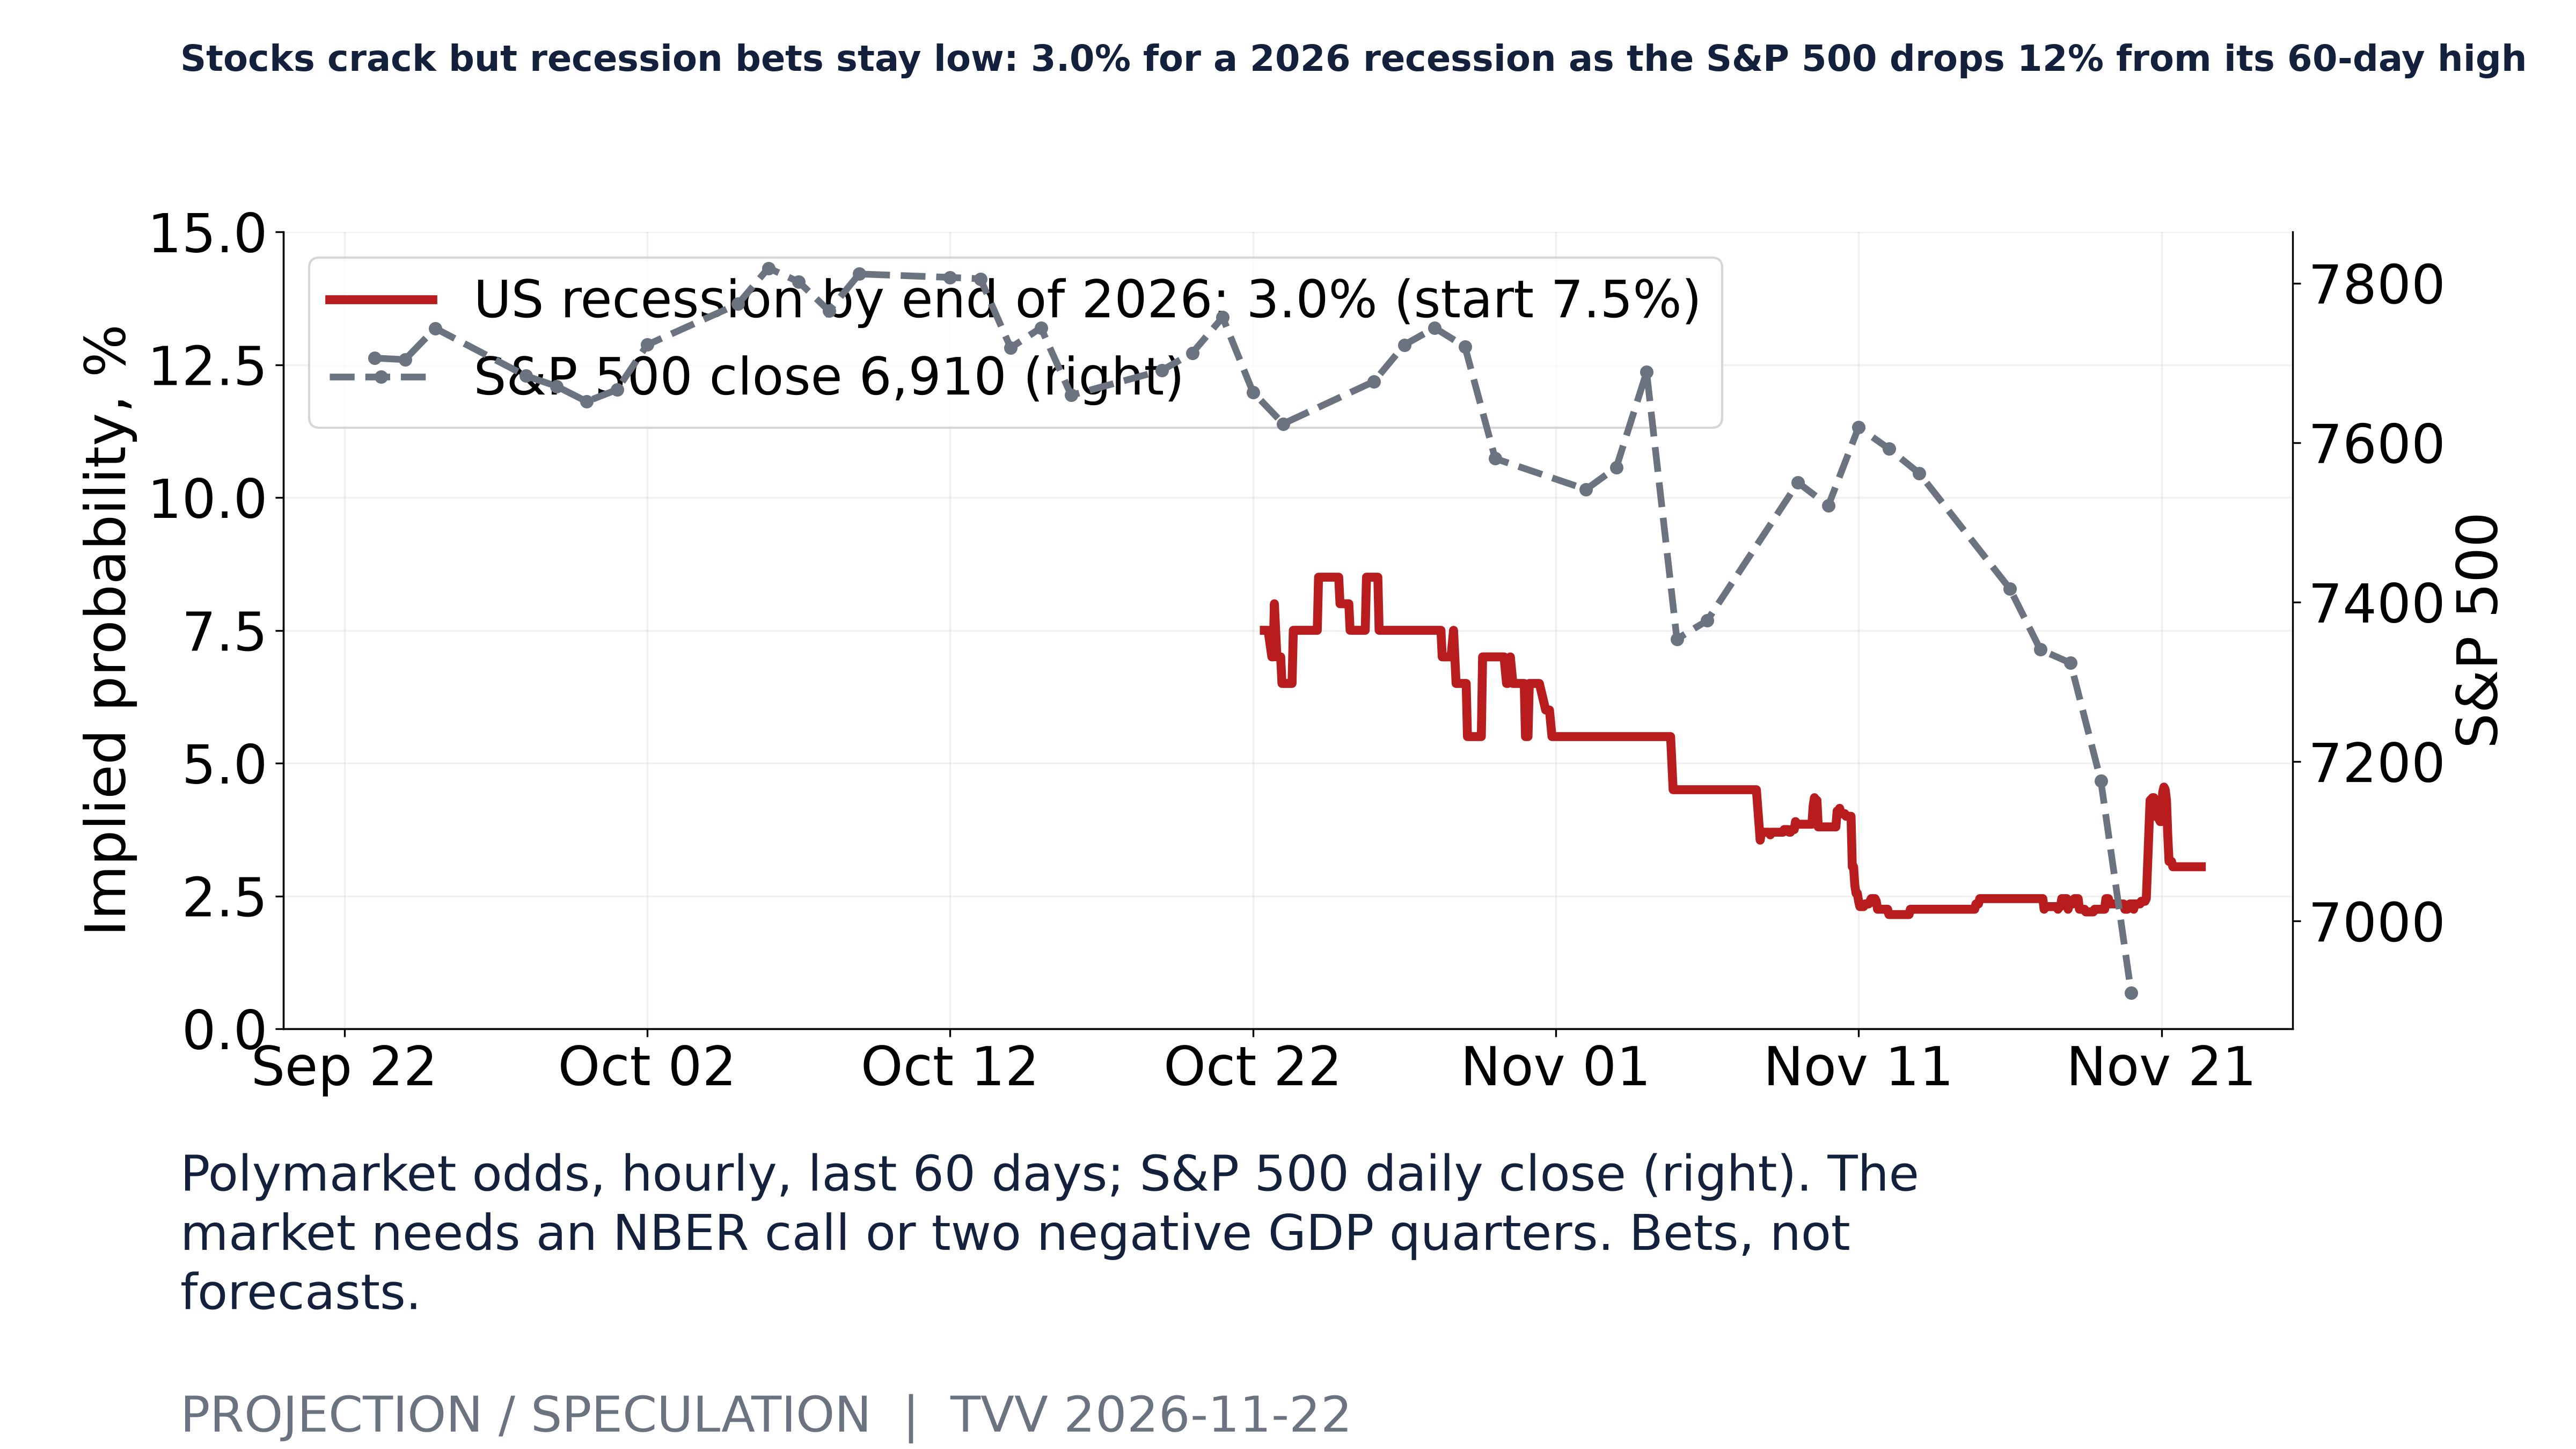 Stocks crack but recession bets stay low: 3.0% for a 2026 recession as the S&P 500 drops 12% from its 60-day high
15.0
12.5
10.0
7.5
5.0
2.5
0.0
Implied probability, %
US recession by end of 2026: 3.0% (start 7.5%)
S&P 500 close 6,910 (right)
7800
7600
7400
7200
7000
S&P 500
Sep 22
Oct 02
Oct 12
Oct 22
Nov 01
Nov 11
Nov 21
Polymarket odds, hourly, last 60 days; S&P 500 daily close (right). The
market needs an NBER call or two negative GDP quarters. Bets, not
forecasts.
PROJECTION / SPECULATION | TVV 2026-11-22